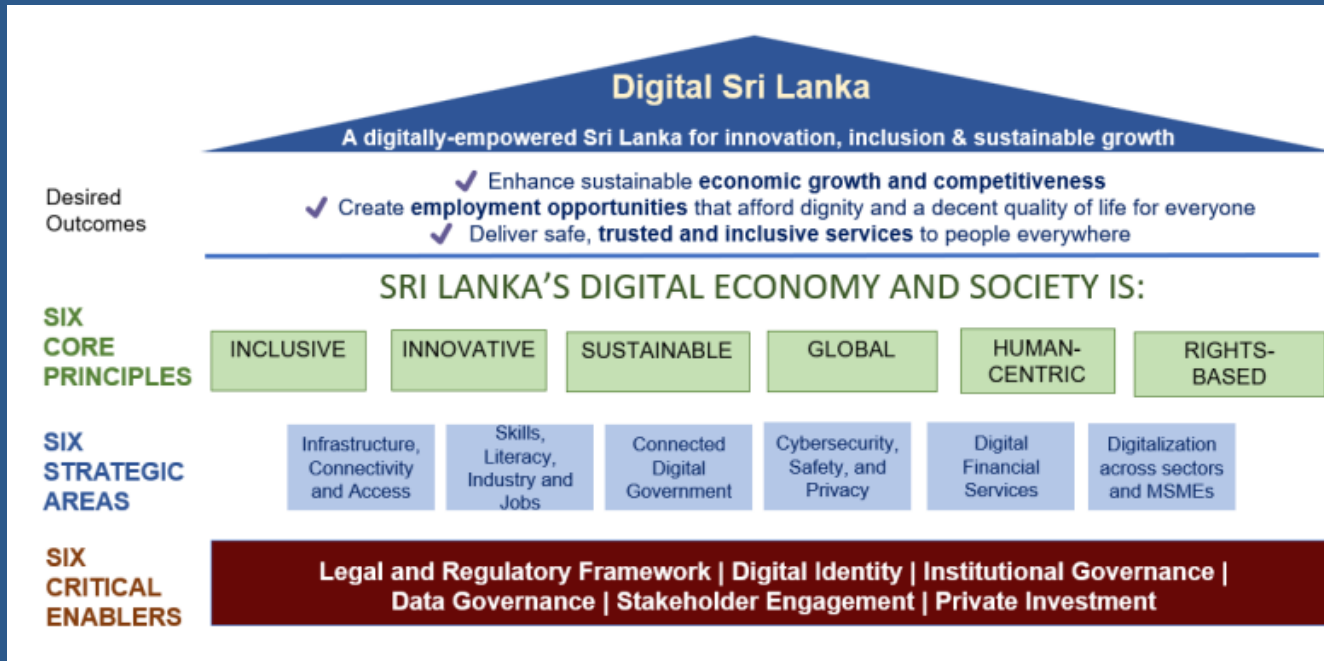 Digital Sri Lanka
A digitally-empowered Sri Lanka for innovation, inclusion & sustainable growth
Desired
Outcomes
Enhance sustainable economic growth and competitiveness
Create employment opportunities that afford dignity and a decent quality of life for everyone
Deliver safe, trusted and inclusive services to people everywhere
SRI LANKA'S DIGITAL ECONOMY AND SOCIETY IS:
SIX
CORE
PRINCIPLES
INCLUSIVE
INNOVATIVE
SUSTAINABLE
GLOBAL
HUMAN-
CENTRIC
RIGHTS-
BASED
SIX
STRATEGIC
AREAS
Infrastructure,
Connectivity
and Access
Skills,
Literacy,
Industry and
Jobs
Connected
Digital
Government
Cybersecurity,
Safety, and
Privacy
Digital
Financial
Services
Digitalization
across sectors
and MSMEs
SIX
CRITICAL
ENABLERS
Legal and Regulatory Framework | Digital Identity | Institutional Governance |
Data Governance | Stakeholder Engagement | Private Investment